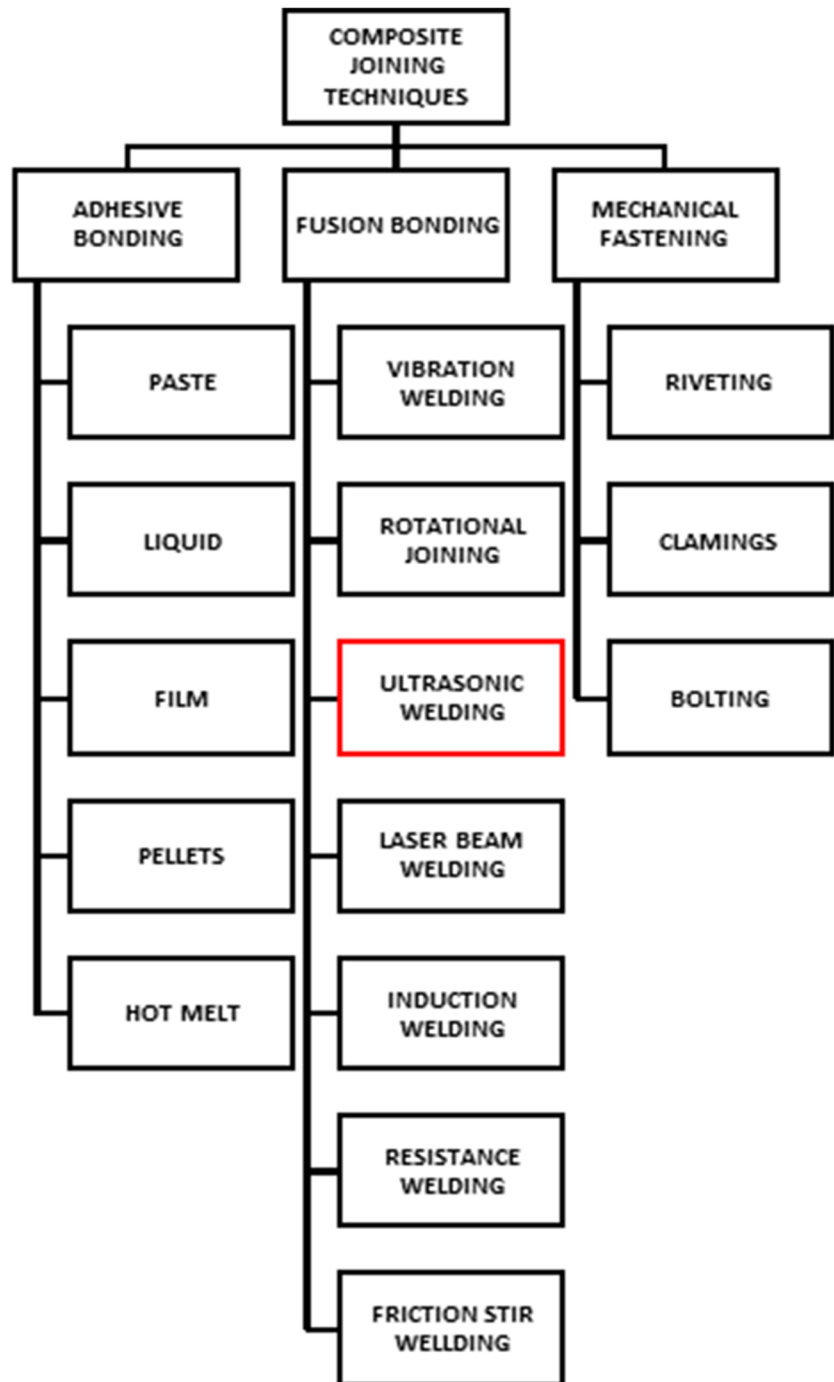 COMPOSITE
JOINING
TECHNIQUES
ADHESIVE
BONDING
FUSION BONDING
MECHANICAL
FASTENING
PASTE
LIQUID
FILM
PELLETS
HOT MELT
VIBRATION
WELDING
ROTATIONAL
JOINING
ULTRASONIC
WELDING
LASER BEAM
WELDING
INDUCTION
WELDING
RESISTANCE
WELDING
FRICTION STIR
WELLDING
RIVETING
CLAMINGS
BOLTING